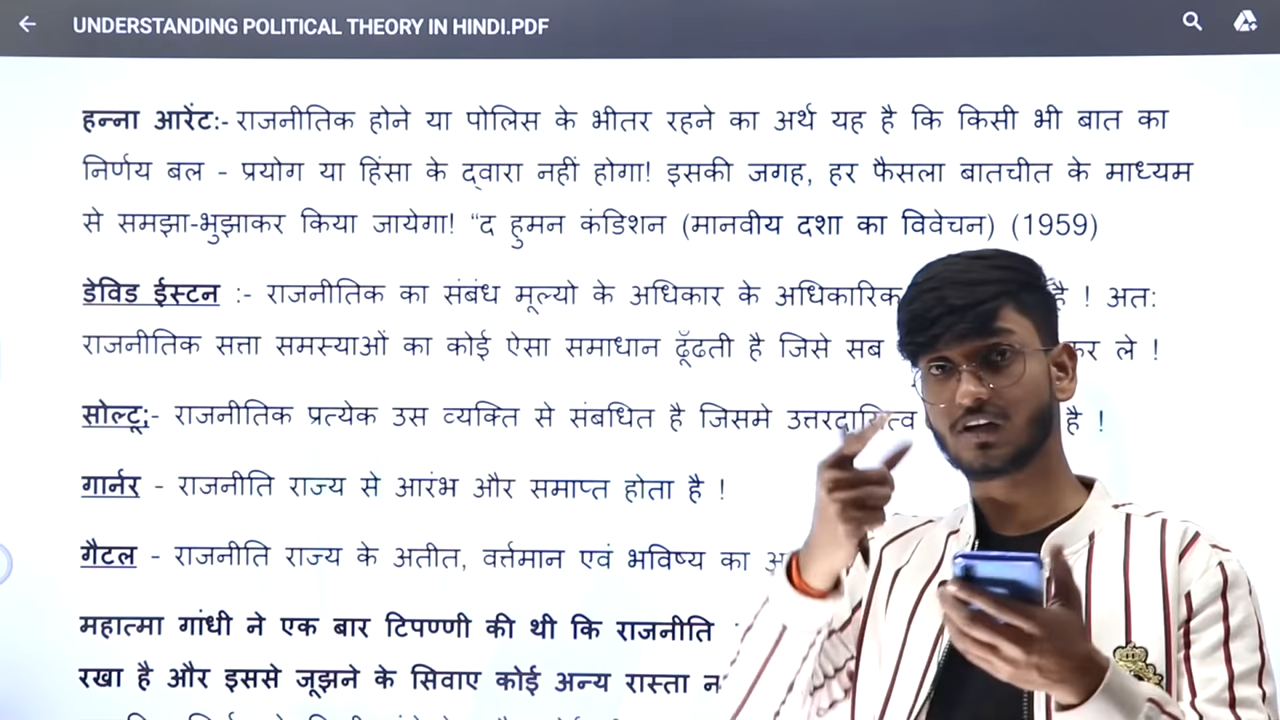 UNDERSTANDING POLITICAL THEORY IN HINDI.PDF
हन्ना आरेंट:- राजनीतिक होने या पोलिस के भीतर रहने का अर्थ यह है कि किसी भी बात का
निर्णय बल - प्रयोग या हिंसा के द्वारा नहीं होगा! इसकी जगह, हर फैसला बातचीत के माध्यम
से समझा-भुझाकर किया जायेगा! “द हुमन कंडिशन (मानवीय दशा का विवेचन) (1959)
डेविड ईस्टन :- राजनीतिक का संबंध मूल्यो के अधिकार के अधिकारिक है ! अत:
राजनीतिक सत्ता समस्याओं का कोई ऐसा समाधान ढूँढती है जिसे सब कर ले !
सोल्टू:- राजनीतिक प्रत्येक उस व्यक्ति से संबधित है जिसमे उत्तरदायित्व है !
गार्नर - राजनीति राज्य से आरंभ और समाप्त होता है !
गैटल - राजनीति राज्य के अतीत, वर्त्तमान एवं भविष्य का
महात्मा गांधी ने एक बार टिपण्णी की थी कि राजनीति
रखा है और इससे जूझने के सिवाए कोई अन्य रास्ता